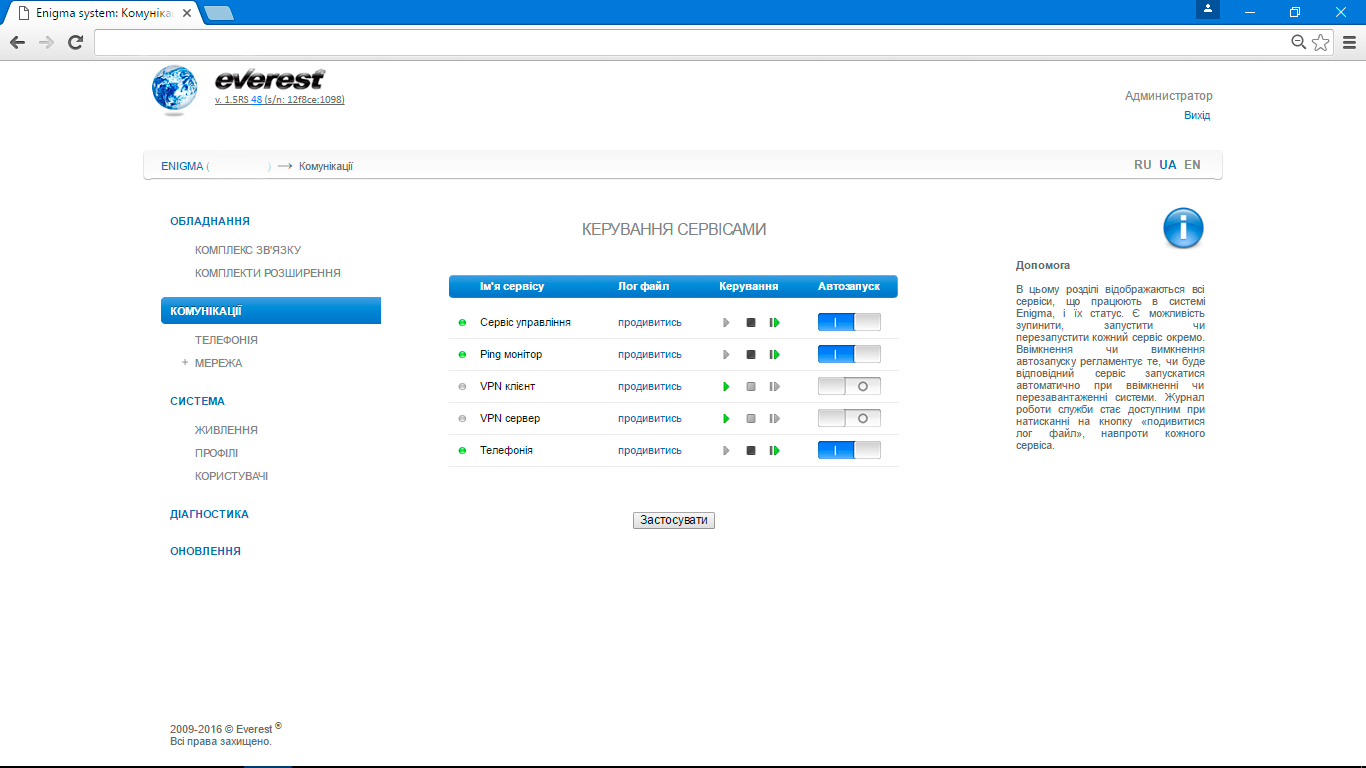 Enigma system: Комуніка
everest
v. 1.5RS 48 (s/n: 12f8ce:1098)
Администратор
Вихід
ENIGMA ( ) → Комунікації
RU UA EN
ОБЛАДНАННЯ
КОМПЛЕКС ЗВ'ЯЗКУ
КОМПЛЕКТИ РОЗШИРЕННЯ
КОМУНІКАЦІЇ
ТЕЛЕФОНІЯ
+ МЕРЕЖА
СИСТЕМА
ЖИВЛЕННЯ
ПРОФІЛІ
КОРИСТУВАЧІ
ДІАГНОСТИКА
ОНОВЛЕННЯ
КЕРУВАННЯ СЕРВІСАМИ
Ім'я сервісу Лог файл Керування Автозапуск
Сервіс управління продивитись
Ping монітор продивитись
VPN клієнт продивитись
VPN сервер продивитись
Телефонія продивитись
Застосувати
Допомога
В цьому розділі відображаються всі
сервіси, що працюють в системі
Enigma, і їх статус. Є можливість
зупинити, запустити чи
перезапустити кожний сервіс окремо.
Ввімкнення чи вимкнення
автозапуску регламентує те, чи буде
відповідний сервіс запускатися
автоматично при ввімкненні чи
перезавантаженні системи. Журнал
роботи служби стає доступним при
натисканні на кнопку «подивитися
лог файл», навпроти кожного
сервіса.
2009-2016 © Everest ®
Всі права захищено.